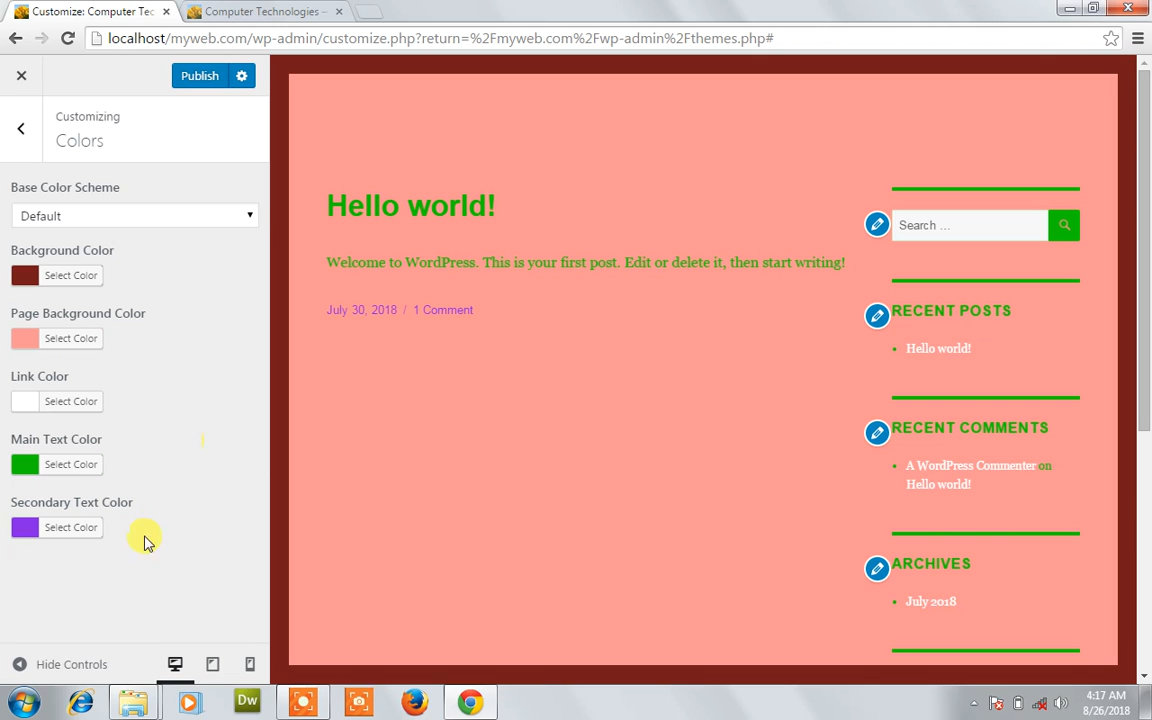 Customize: Computer Tec
Computer Technologies –
localhost/myweb.com/wp-admin/customize.php?return=%2Fmyweb.com%2Fwp-admin%2Fthemes.php#
Publish
Customizing
Colors
Base Color Scheme
Default
Background Color
Select Color
Page Background Color
Select Color
Link Color
Select Color
Main Text Color
Select Color
Secondary Text Color
Select Color
Hide Controls
Hello world!
Welcome to WordPress. This is your first post. Edit or delete it, then start writing!
July 30, 2018 / 1 Comment
Search ...
RECENT POSTS
Hello world!
RECENT COMMENTS
A WordPress Commenter on
Hello world!
ARCHIVES
July 2018
Dw
4:17 AM
8/26/2018